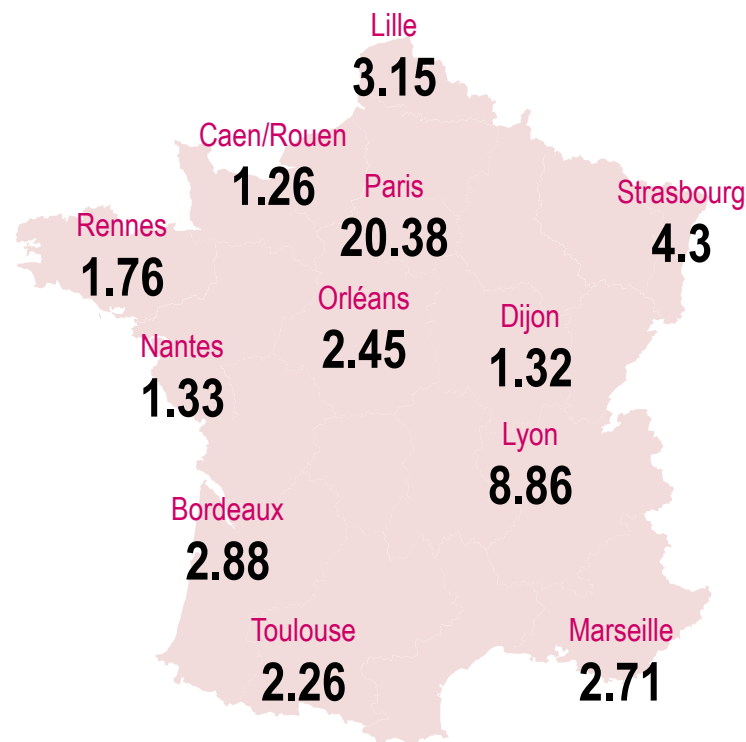 Lille
3.15
Caen/Rouen
1.26
Paris
20.38
Strasbourg
4.3
Rennes
1.76
Orléans
2.45
Dijon
1.32
Nantes
1.33
Lyon
8.86
Bordeaux
2.88
Toulouse
2.26
Marseille
2.71